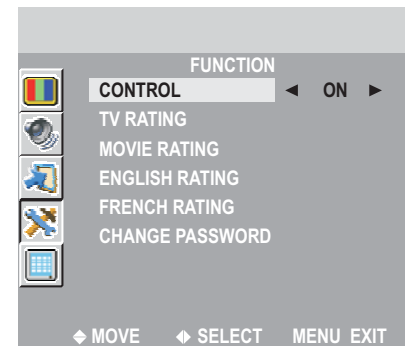 FUNCTION
CONTROL ◄ ON ►
TV RATING
MOVIE RATING
ENGLISH RATING
FRENCH RATING
CHANGE PASSWORD
MOVE SELECT MENU EXIT